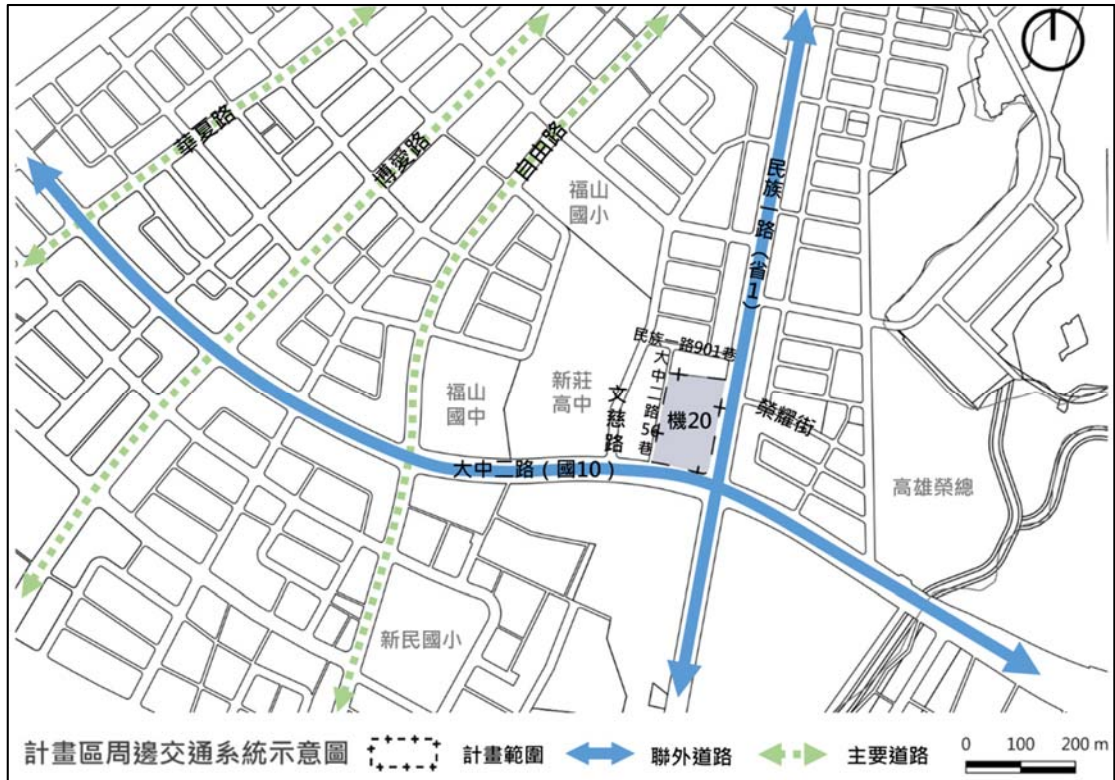 華夏路
博愛路
自由路
福山
國小
民族一路（省1）
民族一路901巷
大中二路50巷
機20
榮耀街
文慈路
新莊
高中
福山
國中
大中二路（國10）
高雄榮總
新民國小
計畫區周邊交通系統示意圖
計畫範圍
聯外道路
主要道路
0 100 200 m